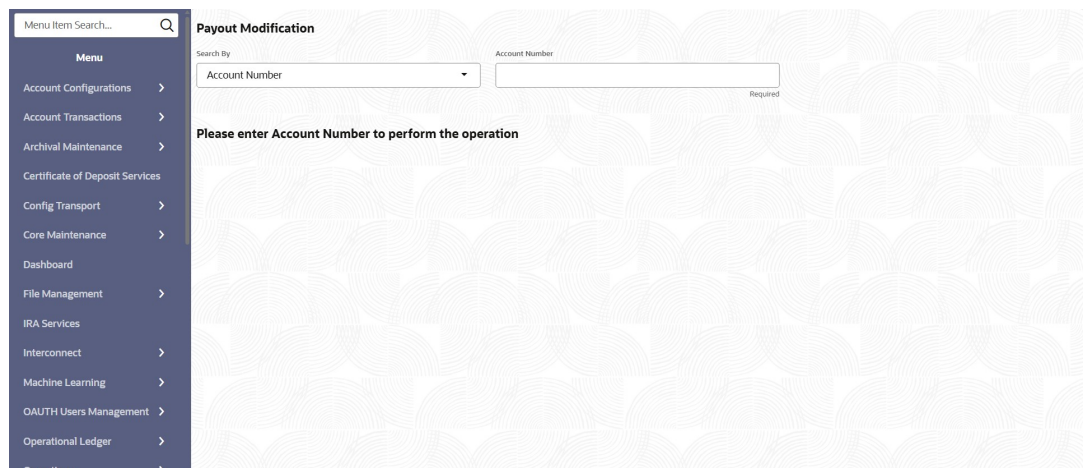 Menu Item Search...
Menu
Account Configurations
Account Transactions
Archival Maintenance
Certificate of Deposit Services
Config Transport
Core Maintenance
Dashboard
File Management
IRA Services
Interconnect
Machine Learning
OAUTH Users Management
Operational Ledger
Payout Modification
Search By
Account Number
Account Number
Required
Please enter Account Number to perform the operation